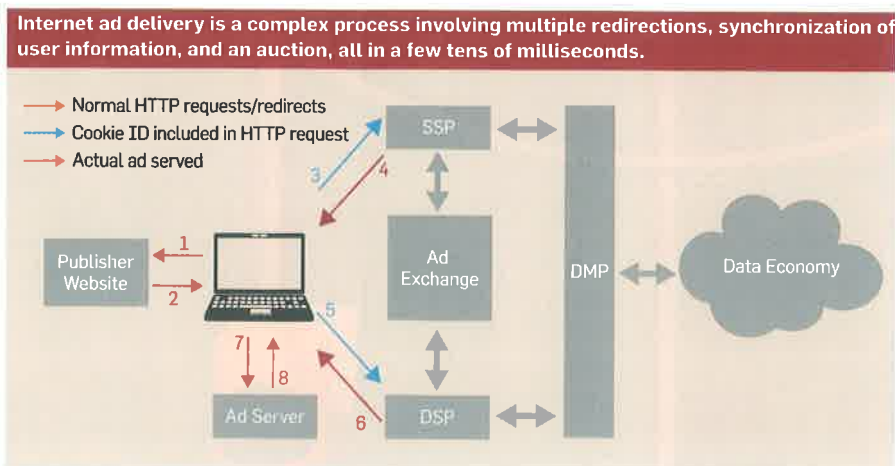 Internet ad delivery is a complex process involving multiple redirections, synchronization of
user information, and an auction, all in a few tens of milliseconds.
Normal HTTP requests/redirects
Cookie ID included in HTTP request
Actual ad served
SSP
3
4
Publisher
Website
1
2
Ad
Exchange
DMP
Data Economy
5
7
8
6
Ad Server
DSP